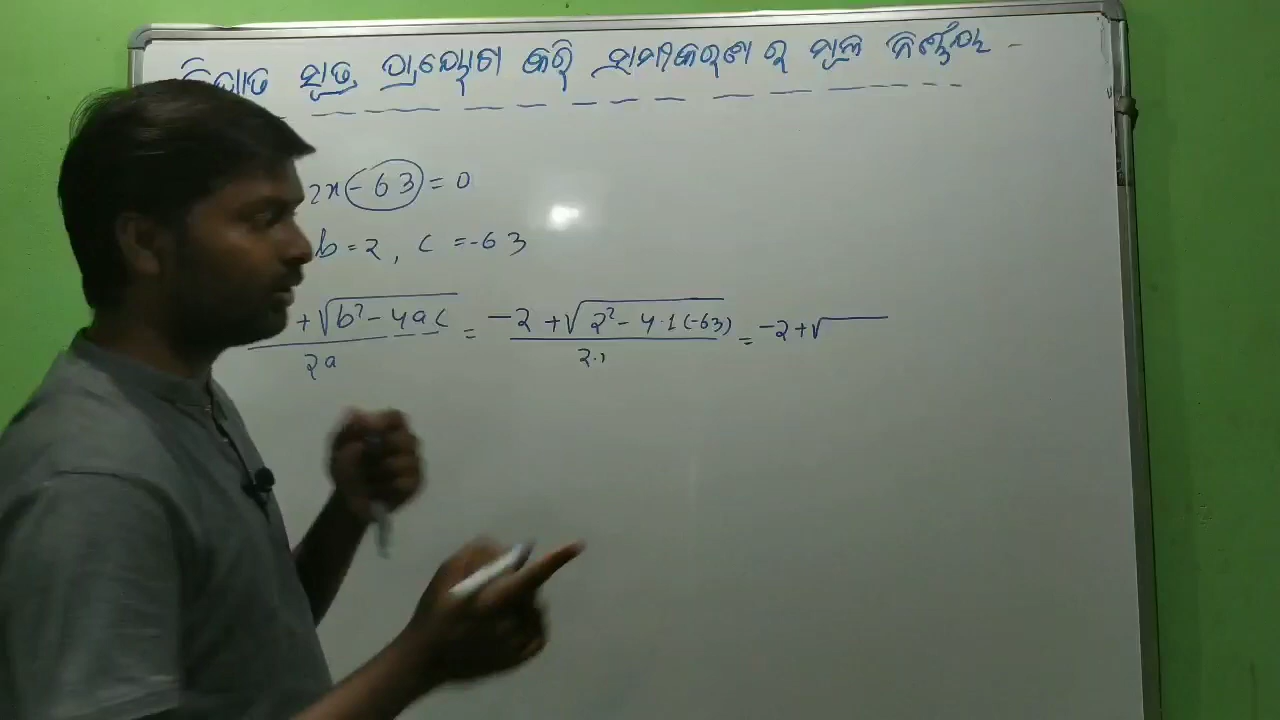 ଦ୍ଵିଘାତ ସୂତ୍ର ପ୍ରୟୋଗ କରି ସମୀକରଣ ର ମୂଳ ନିର୍ଣ୍ଣୟ -
2x - 63 = 0
b = 2, c = -63
+ √(b² - 4ac) / 2a = -2 + √(2² - 4·1(-63)) / 2·1 = -2 + √